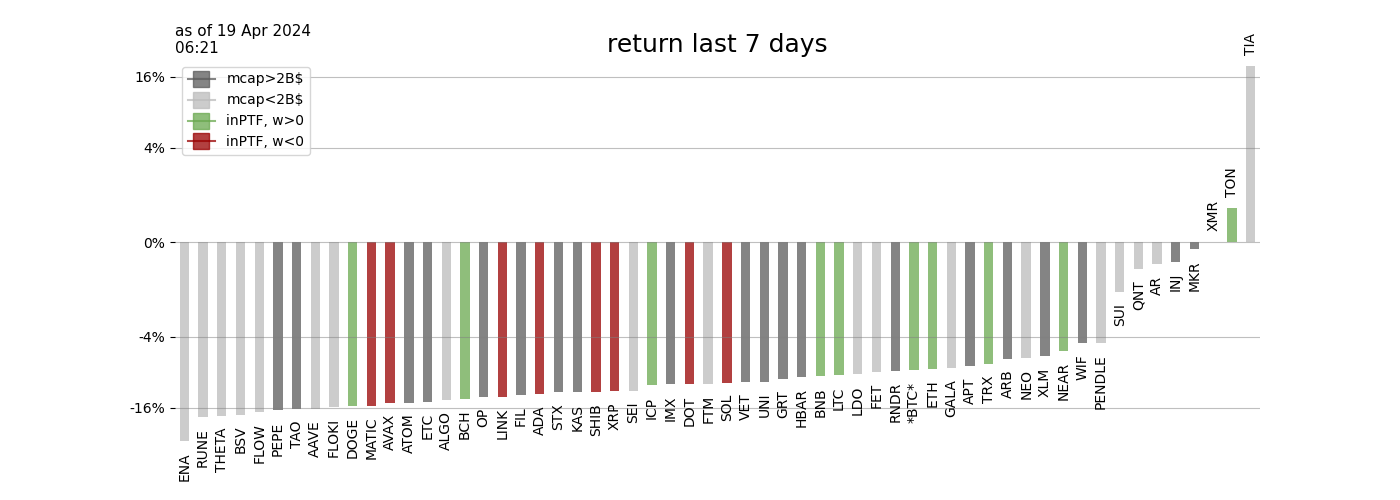 as of 19 Apr 2024
06:21
return last 7 days
mcap>2B$
mcap<2B$
inPTF, w>0
inPTF, w<0
16%
4%
0%
-4%
-16%
ENA
RUNE
THETA
BSV
FLOW
PEPE
TAO
AAVE
FLOKI
DOGE
MATIC
AVAX
ATOM
ETC
ALGO
BCH
OP
LINK
FIL
ADA
STX
KAS
SHIB
XRP
SEI
ICP
IMX
DOT
FTM
SOL
VET
UNI
GRT
HBAR
BNB
LTC
LDO
FET
RNDR
*BTC*
ETH
GALA
APT
TRX
ARB
NEO
XLM
NEAR
WIF
PENDLE
SUI
QNT
AR
INJ
MKR
XMR
TON
TIA